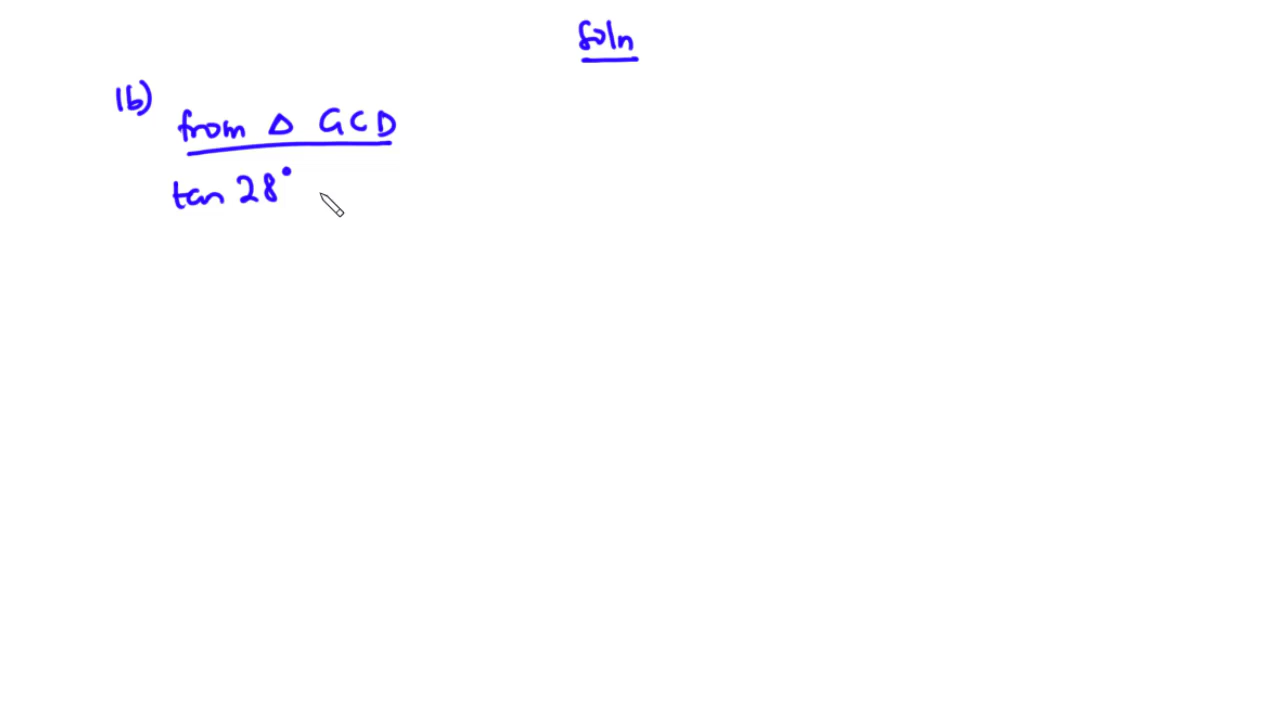 Soln
1b)
from Δ GCD
tan 28°